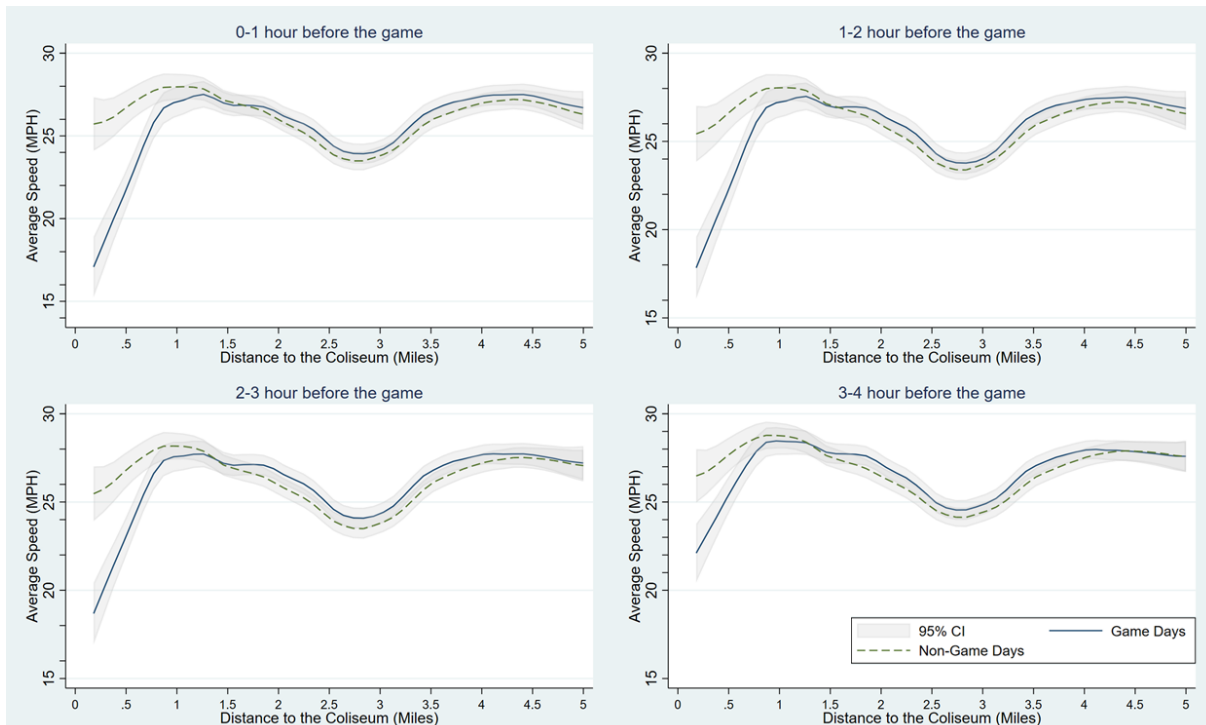 0-1 hour before the game
Average Speed (MPH)
30
25
20
15
0 .5 1 1.5 2 2.5 3 3.5 4 4.5 5
Distance to the Coliseum (Miles)
1-2 hour before the game
Average Speed (MPH)
30
25
20
15
0 .5 1 1.5 2 2.5 3 3.5 4 4.5 5
Distance to the Coliseum (Miles)
2-3 hour before the game
Average Speed (MPH)
30
25
20
15
0 .5 1 1.5 2 2.5 3 3.5 4 4.5 5
Distance to the Coliseum (Miles)
3-4 hour before the game
Average Speed (MPH)
30
25
20
15
95% CI Game Days
Non-Game Days
0 .5 1 1.5 2 2.5 3 3.5 4 4.5 5
Distance to the Coliseum (Miles)